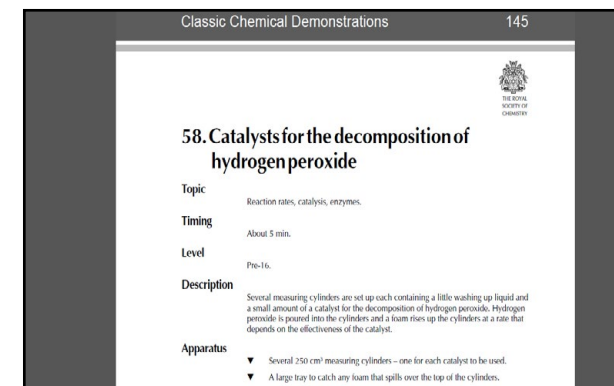 Classic Chemical Demonstrations 145
THE ROYAL
SOCIETY OF
CHEMISTRY
58. Catalysts for the decomposition of
hydrogen peroxide
Topic
Reaction rates, catalysis, enzymes.
Timing
About 5 min.
Level
Pre-16.
Description
Several measuring cylinders are set up each containing a little washing up liquid and
a small amount of a catalyst for the decomposition of hydrogen peroxide. Hydrogen
peroxide is poured into the cylinders and a foam rises up the cylinders at a rate that
depends on the effectiveness of the catalyst.
Apparatus
▼ Several 250 cm³ measuring cylinders – one for each catalyst to be used.
▼ A large tray to catch any foam that spills over the top of the cylinders.